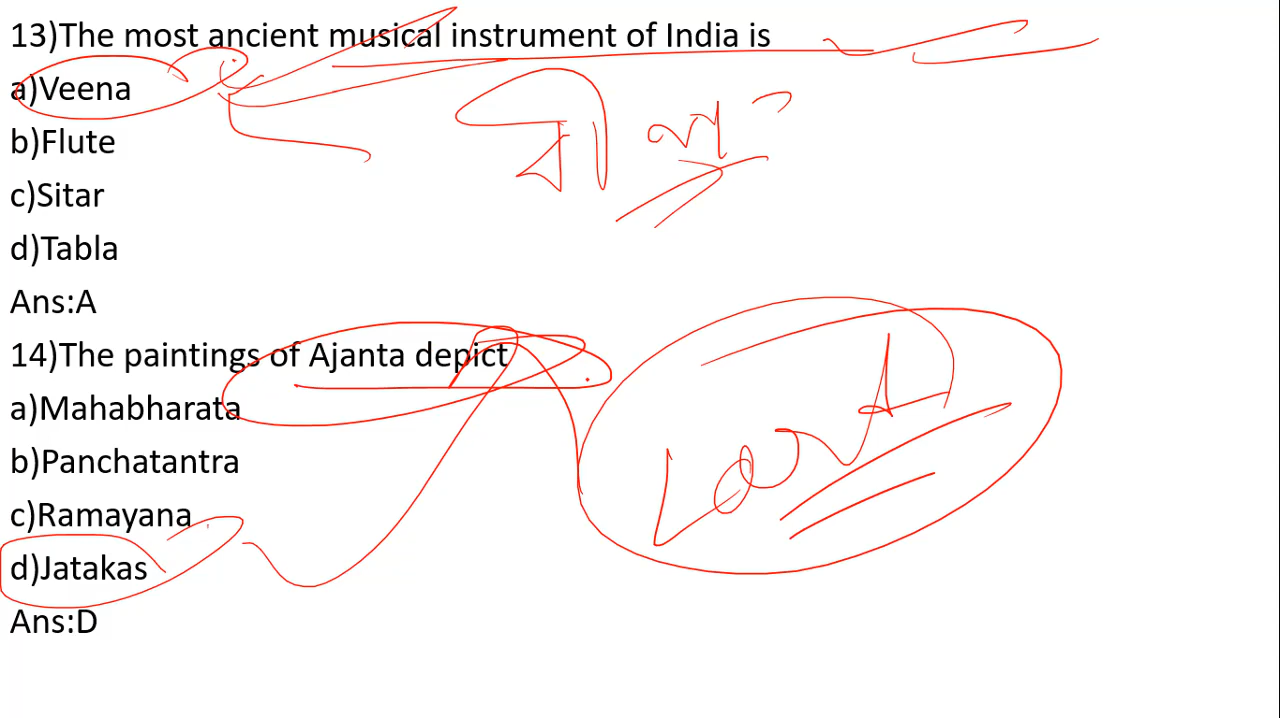 13)The most ancient musical instrument of India is
a)Veena
b)Flute
c)Sitar
d)Tabla
Ans:A
14)The paintings of Ajanta depict
a)Mahabharata
b)Panchatantra
c)Ramayana
d)Jatakas
Ans:D